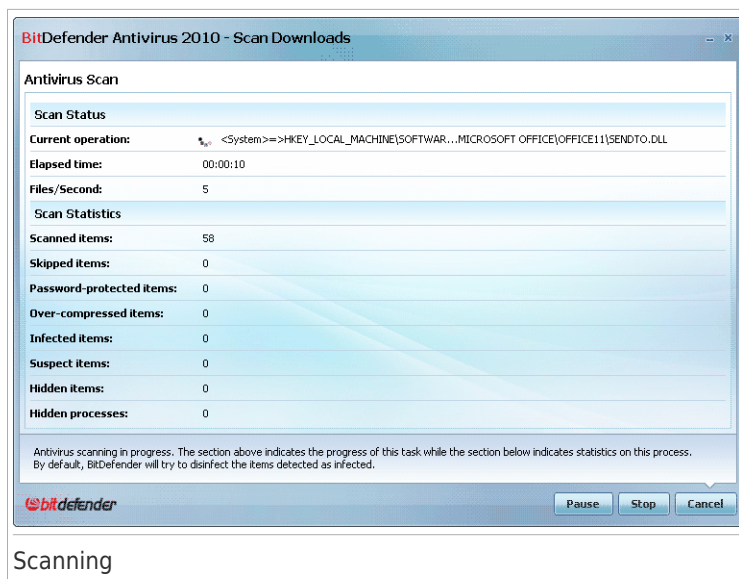 BitDefender Antivirus 2010 - Scan Downloads
Antivirus Scan
Scan Status
Current operation: <System>=>HKEY_LOCAL_MACHINE\SOFTWAR...MICROSOFT OFFICE\OFFICE11\SENDTO.DLL
Elapsed time: 00:00:10
Files/Second: 5
Scan Statistics
Scanned items: 58
Skipped items: 0
Password-protected items: 0
Over-compressed items: 0
Infected items: 0
Suspect items: 0
Hidden items: 0
Hidden processes: 0
Antivirus scanning in progress. The section above indicates the progress of this task while the section below indicates statistics on this process.
By default, BitDefender will try to disinfect the items detected as infected.
bitdefender Pause Stop Cancel
Scanning